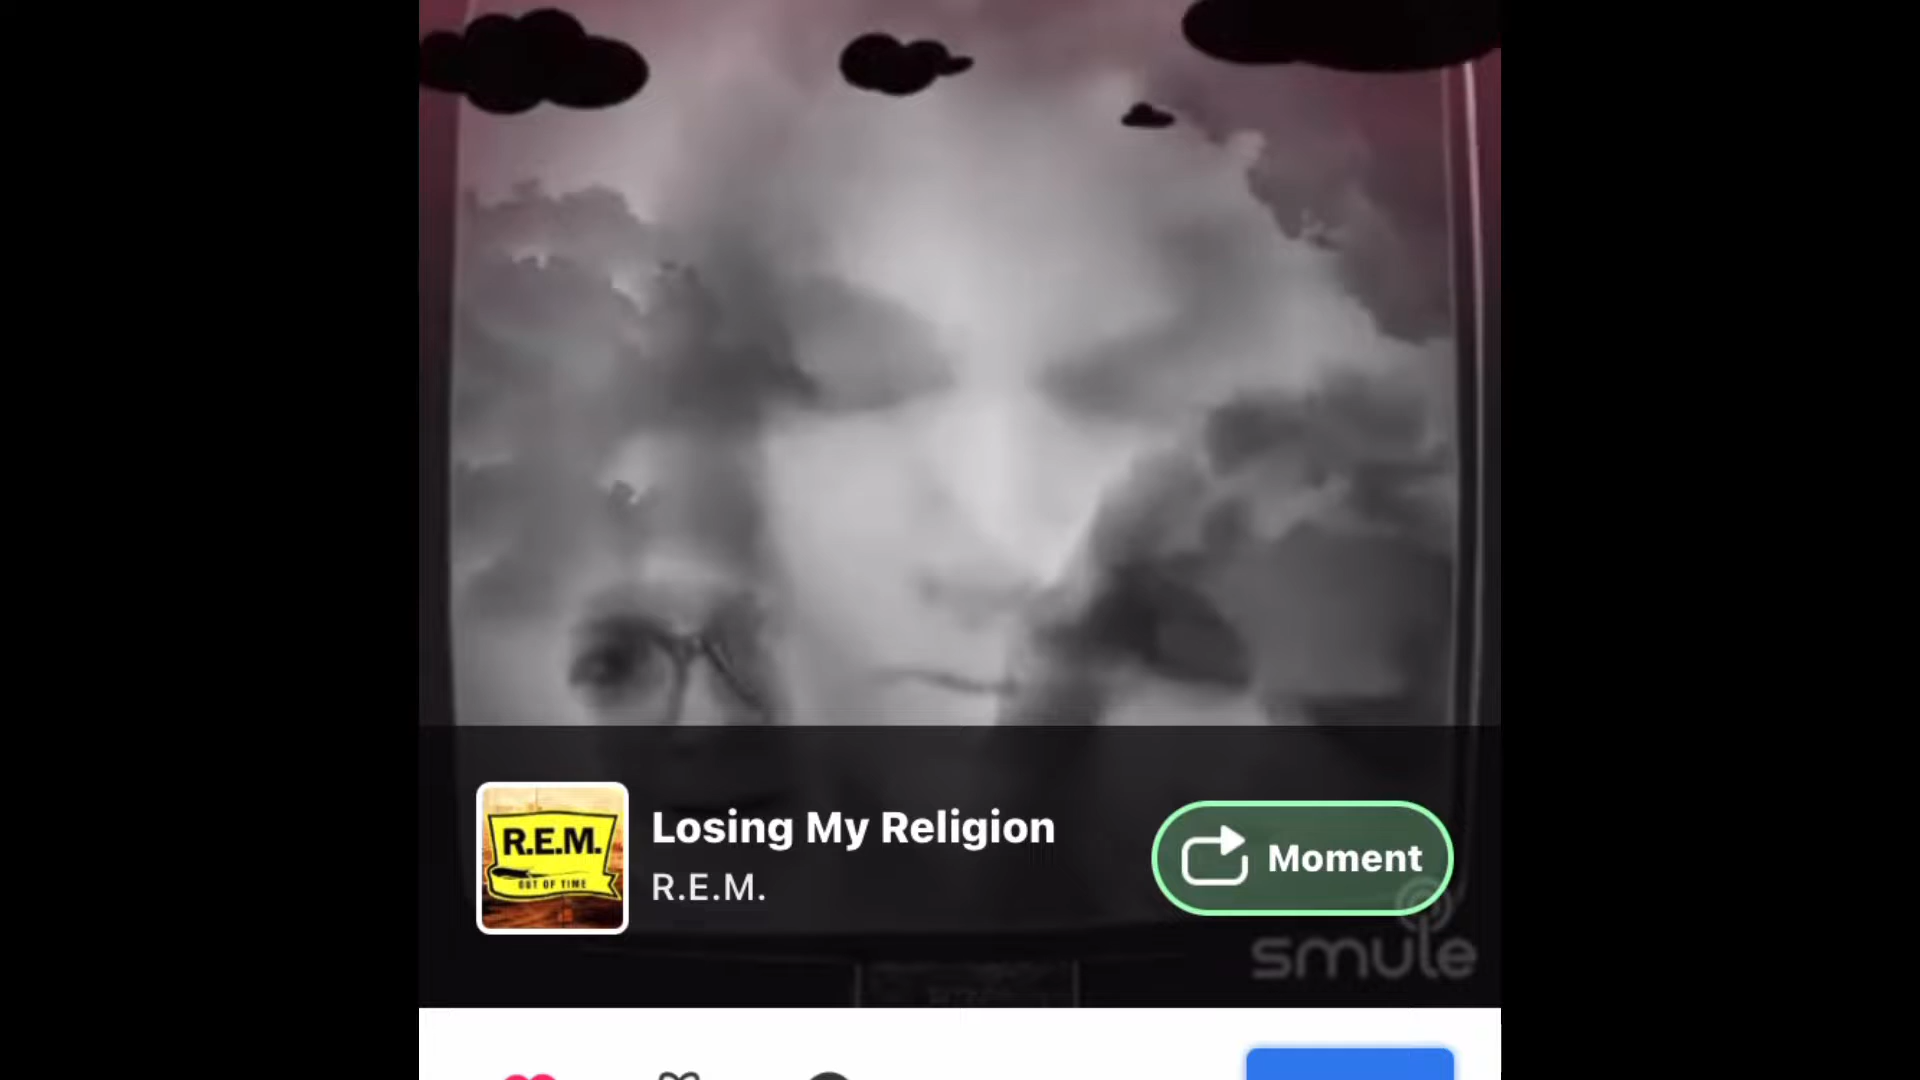 R.E.M.
OUT OF TIME
Losing My Religion
R.E.M.
Moment
smule